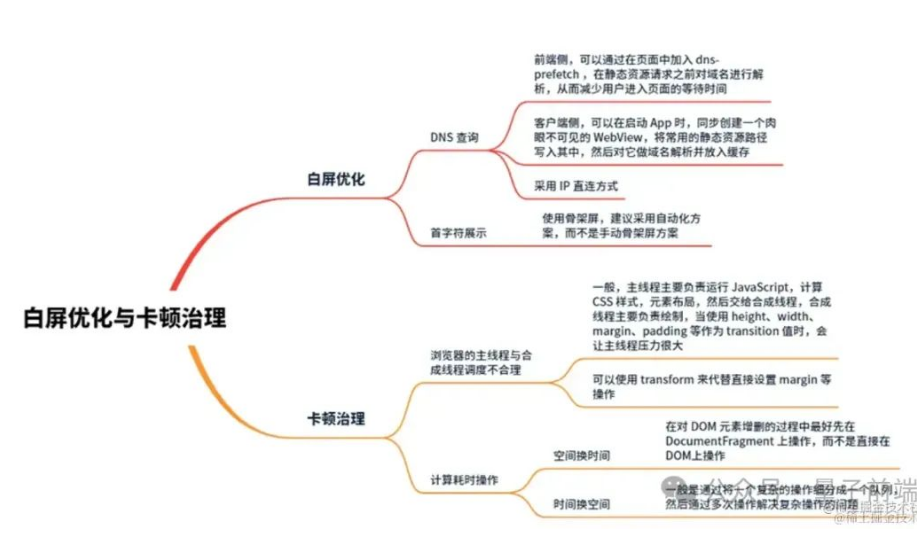 前端侧，可以通过在页面中加入 dns-
prefetch ，在静态资源请求之前对域名进行解
析，从而减少用户进入页面的等待时间
DNS 查询
客户端侧，可以在启动 App 时，同步创建一个肉
眼不可见的 WebView，将常用的静态资源路径
写入其中，然后对它做域名解析并放入缓存
白屏优化
采用 IP 直连方式
首字符展示
使用骨架屏，建议采用自动化方
案，而不是手动骨架屏方案
白屏优化与卡顿治理
一般，主线程主要负责运行 JavaScript，计算
CSS 样式，元素布局，然后交给合成线程，合成
线程主要负责绘制，当使用 height、width、
margin、padding 等作为 transition 值时，会
让主线程压力很大
浏览器的主线程与合
成线程调度不合理
可以使用 transform 来代替直接设置 margin 等
操作
卡顿治理
在对 DOM 元素增删的过程中最好先在
DocumentFragment 上操作，而不是直接在
DOM上操作
空间换时间
计算耗时操作
一般是通过将一个复杂的操作细分成一个队列，
然后通过多次操作解决复杂操作的问题
时间换空间
公众号 量子前端
@稀土掘金技术